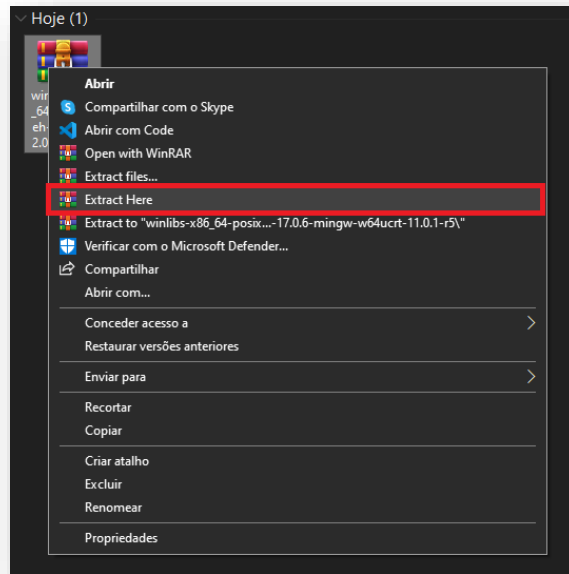 Hoje (1)
wir
_64
eh-
2.0
Abrir
Compartilhar com o Skype
Abrir com Code
Open with WinRAR
Extract files...
Extract Here
Extract to "winlibs-x86_64-posix...-17.0.6-mingw-w64ucrt-11.0.1-r5\"
Verificar com o Microsoft Defender...
Compartilhar
Abrir com...
Conceder acesso a
Restaurar versões anteriores
Enviar para
Recortar
Copiar
Criar atalho
Excluir
Renomear
Propriedades